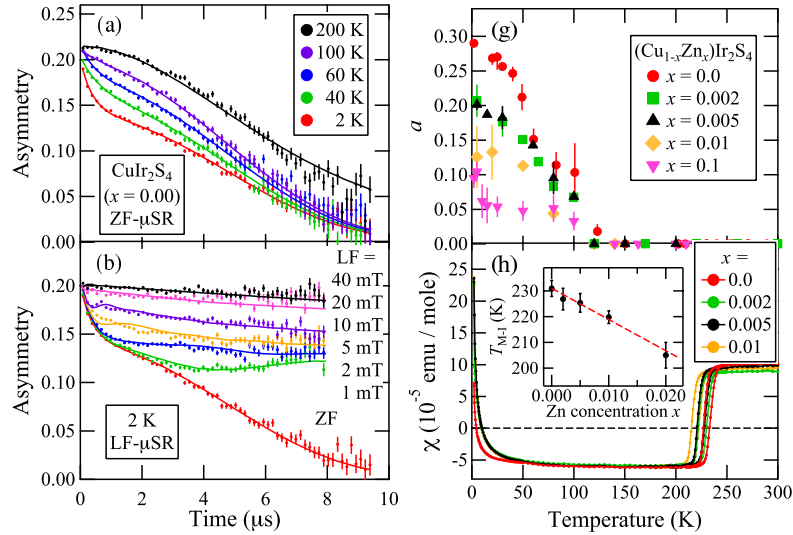 (a)
200 K
100 K
60 K
40 K
2 K
CuIr₂S₄
(x = 0.00)
ZF-μSR
Asymmetry
0.25
0.20
0.15
0.10
0.05
0.00
(b)
LF =
40 mT
20 mT
10 mT
5 mT
2 mT
1 mT
ZF
2 K
LF-μSR
Asymmetry
0.20
0.15
0.10
0.05
0.00
0 2 4 6 8 10
Time (μs)
(g)
(Cu₁₋ₓZnₓ)Ir₂S₄
x = 0.0
x = 0.002
x = 0.005
x = 0.01
x = 0.1
a
0.30
0.25
0.20
0.15
0.10
0.05
0.00
(h)
x =
0.0
0.002
0.005
0.01
T_M-I (K)
230
220
210
200
0.000 0.010 0.020
Zn concentration x
χ (10⁻⁵ emu / mole)
25
20
15
10
5
0
-5
0 50 100 150 200 250 300
Temperature (K)